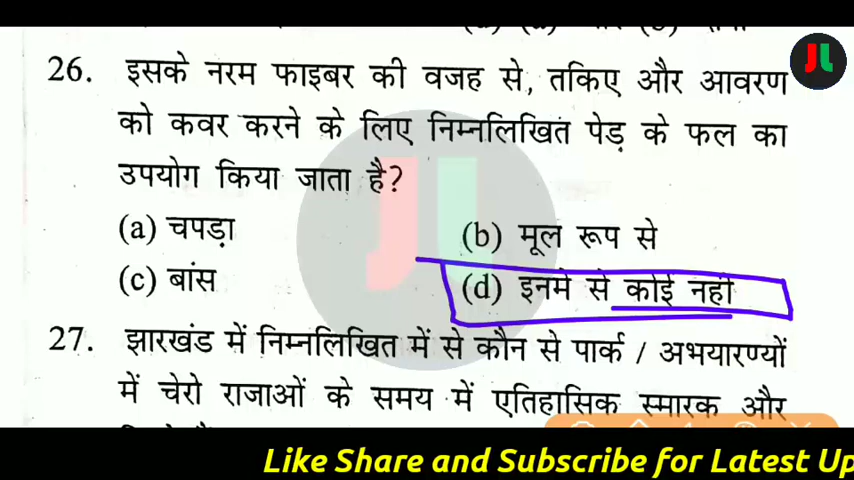 26. इसके नरम फाइबर की वजह से, तकिए और आवरण
को कवर करने के लिए निम्नलिखित पेड़ के फल का
उपयोग किया जाता है?
(a) चपड़ा (b) मूल रूप से
(c) बांस (d) इनमें से कोई नहीं
27. झारखंड में निम्नलिखित में से कौन से पार्क / अभयारण्यों
में चेरो राजाओं के समय में एतिहासिक स्मारक और
Like Share and Subscribe for Latest Up